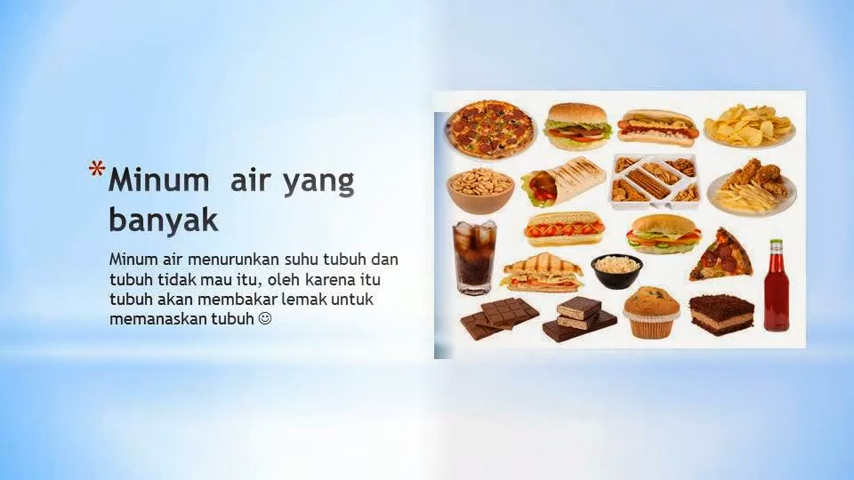 * Minum air yang
banyak
Minum air menurunkan suhu tubuh dan
tubuh tidak mau itu, oleh karena itu
tubuh akan membakar lemak untuk
memanaskan tubuh ☺